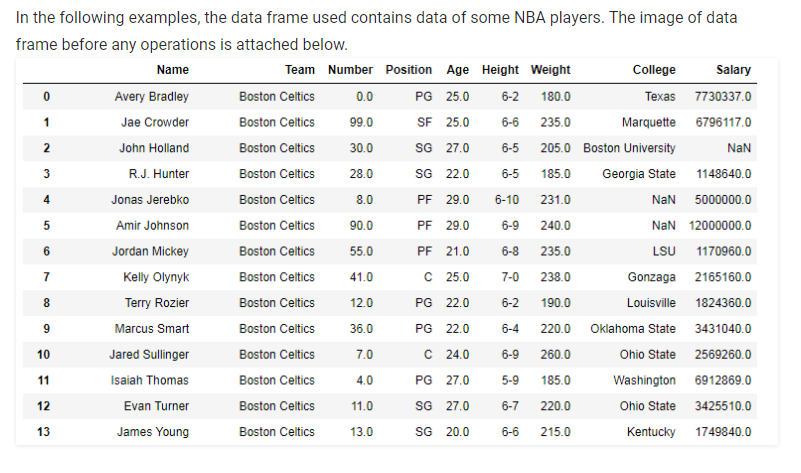 In the following examples, the data frame used contains data of some NBA players. The image of data
frame before any operations is attached below.
Name Team Number Position Age Height Weight College Salary
0 Avery Bradley Boston Celtics 0.0 PG 25.0 6-2 180.0 Texas 7730337.0
1 Jae Crowder Boston Celtics 99.0 SF 25.0 6-6 235.0 Marquette 6796117.0
2 John Holland Boston Celtics 30.0 SG 27.0 6-5 205.0 Boston University NaN
3 R.J. Hunter Boston Celtics 28.0 SG 22.0 6-5 185.0 Georgia State 1148640.0
4 Jonas Jerebko Boston Celtics 8.0 PF 29.0 6-10 231.0 NaN 5000000.0
5 Amir Johnson Boston Celtics 90.0 PF 29.0 6-9 240.0 NaN 12000000.0
6 Jordan Mickey Boston Celtics 55.0 PF 21.0 6-8 235.0 LSU 1170960.0
7 Kelly Olynyk Boston Celtics 41.0 C 25.0 7-0 238.0 Gonzaga 2165160.0
8 Terry Rozier Boston Celtics 12.0 PG 22.0 6-2 190.0 Louisville 1824360.0
9 Marcus Smart Boston Celtics 36.0 PG 22.0 6-4 220.0 Oklahoma State 3431040.0
10 Jared Sullinger Boston Celtics 7.0 C 24.0 6-9 260.0 Ohio State 2569260.0
11 Isaiah Thomas Boston Celtics 4.0 PG 27.0 5-9 185.0 Washington 6912869.0
12 Evan Turner Boston Celtics 11.0 SG 27.0 6-7 220.0 Ohio State 3425510.0
13 James Young Boston Celtics 13.0 SG 20.0 6-6 215.0 Kentucky 1749840.0